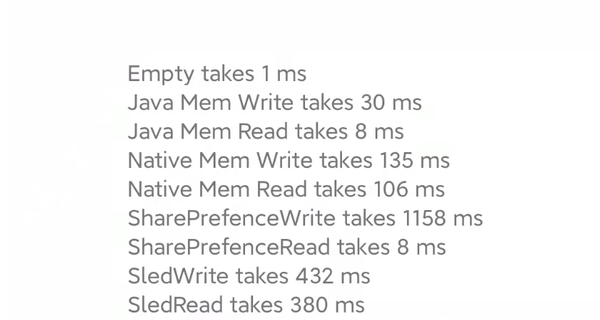 Empty takes 1 ms
Java Mem Write takes 30 ms
Java Mem Read takes 8 ms
Native Mem Write takes 135 ms
Native Mem Read takes 106 ms
SharePrefenceWrite takes 1158 ms
SharePrefenceRead takes 8 ms
SledWrite takes 432 ms
SledRead takes 380 ms